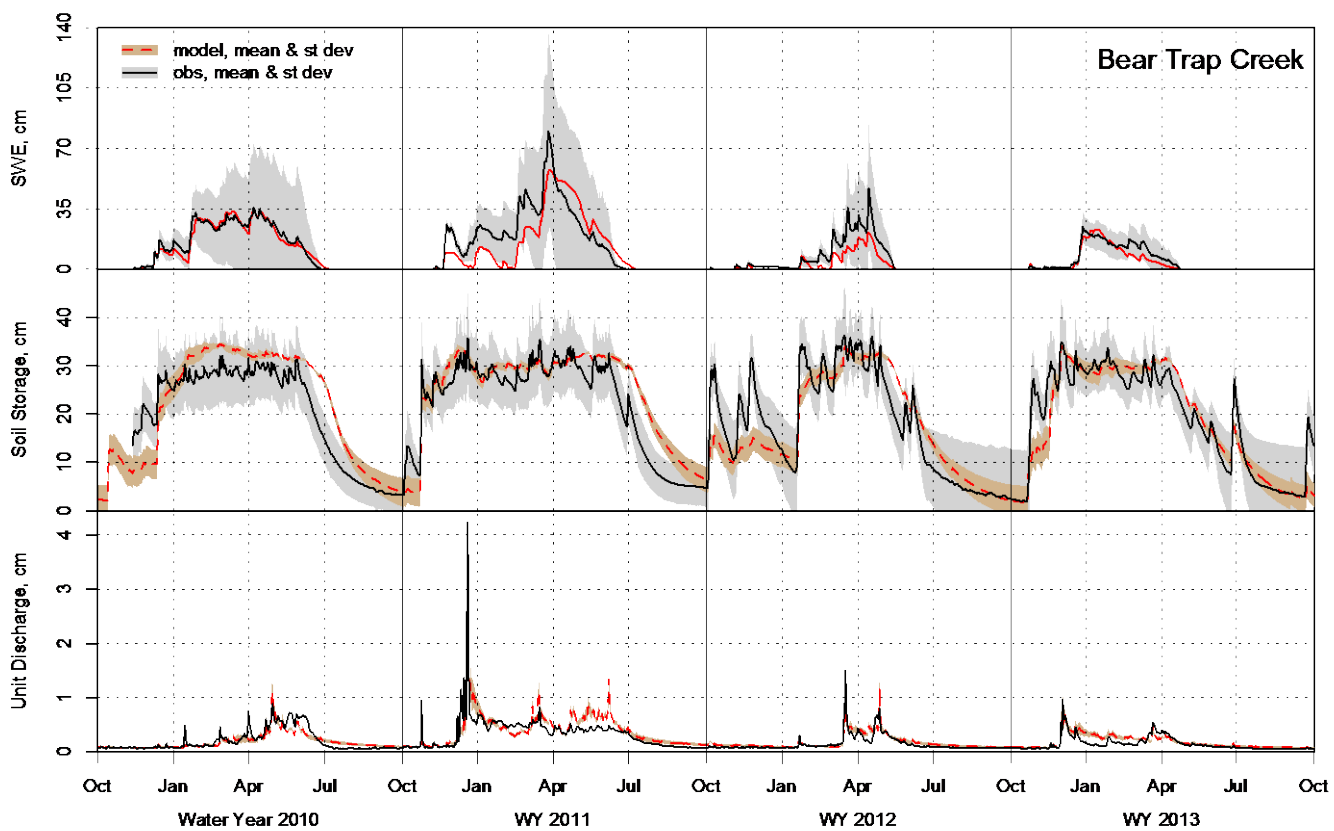 140
105
70
35
0
SWE, cm
model, mean & st dev
obs, mean & st dev
Bear Trap Creek
40
30
20
10
0
Soil Storage, cm
4
3
2
1
0
Unit Discharge, cm
Oct Jan Apr Jul Oct Jan Apr Jul Oct Jan Apr Jul Oct Jan Apr Jul Oct
Water Year 2010 WY 2011 WY 2012 WY 2013